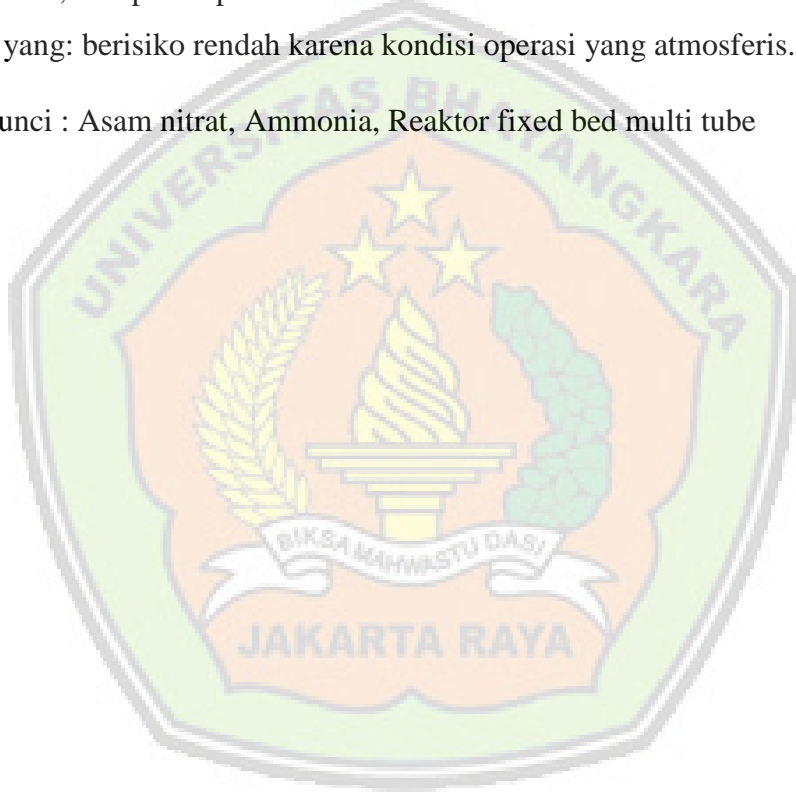 yang: berisiko rendah karena kondisi operasi yang atmosferis.
unci : Asam nitrat, Ammonia, Reaktor fixed bed multi tube
UNIVERSITAS BHAYANGKARA
BIKSA MAHWASTU DASI
JAKARTA RAYA